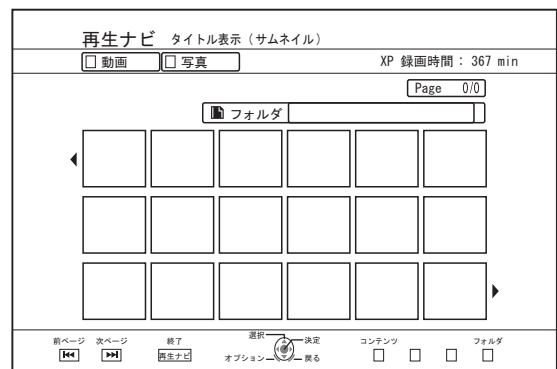 再生ナビ タイトル表示（サムネイル）
動画 写真 XP 録画時間： 367 min
Page 0/0
フォルダ
前ページ 次ページ 終了 選択 決定 コンテンツ フォルダ
再生ナビ オプション 戻る